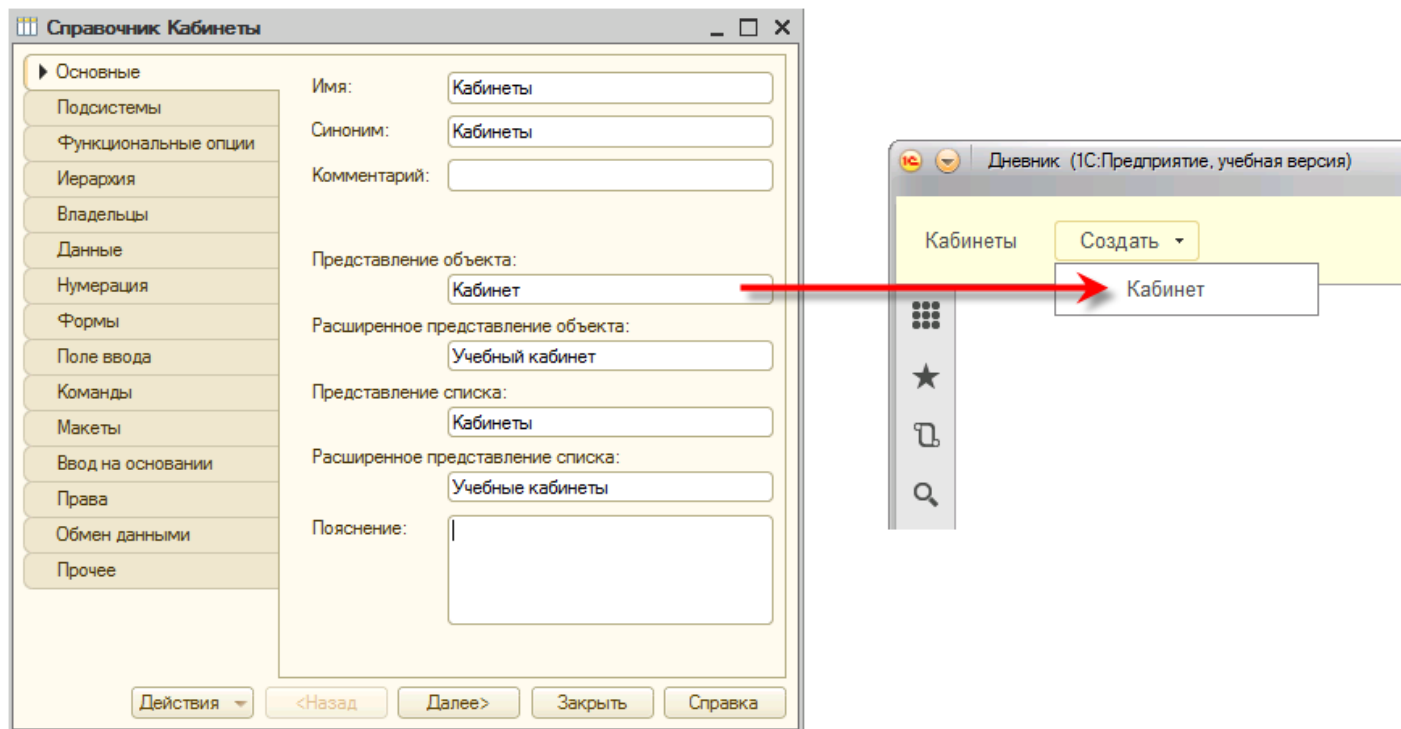 Справочник Кабинеты
Основные
Подсистемы
Функциональные опции
Иерархия
Владельцы
Данные
Нумерация
Формы
Поле ввода
Команды
Макеты
Ввод на основании
Права
Обмен данными
Прочее
Имя: Кабинеты
Синоним: Кабинеты
Комментарий:
Представление объекта:
Кабинет
Расширенное представление объекта:
Учебный кабинет
Представление списка:
Кабинеты
Расширенное представление списка:
Учебные кабинеты
Пояснение:
Действия <Назад Далее> Закрыть Справка
1С Дневник (1С:Предприятие, учебная версия)
Кабинеты Создать
Кабинет